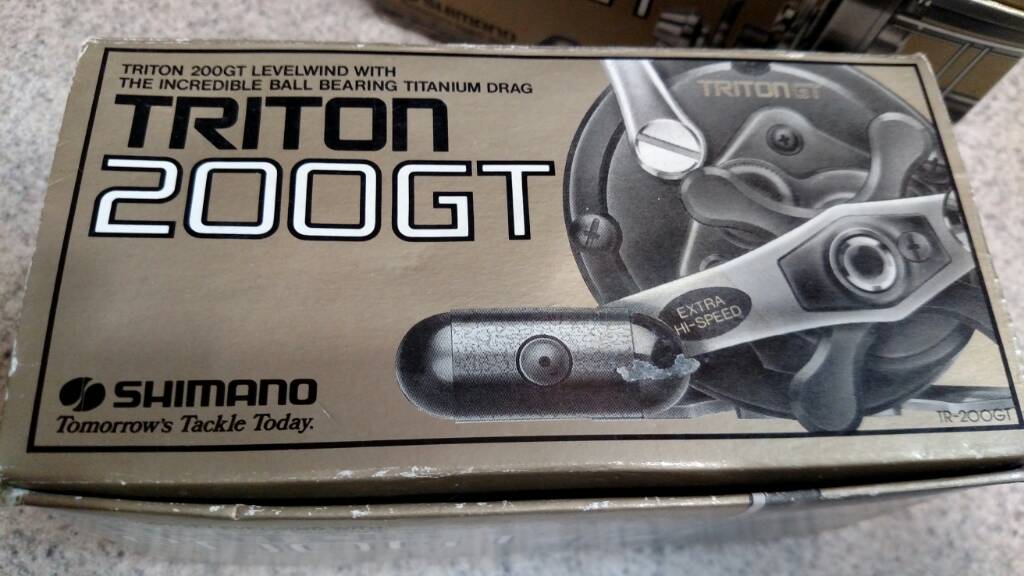 SHIMANO
TRITON 200GT LEVELWIND WITH
THE INCREDIBLE BALL BEARING TITANIUM DRAG
TRITON
200GT
TRITON GT
EXTRA
HI-SPEED
SHIMANO
Tomorrow's Tackle Today.
TR-200GT